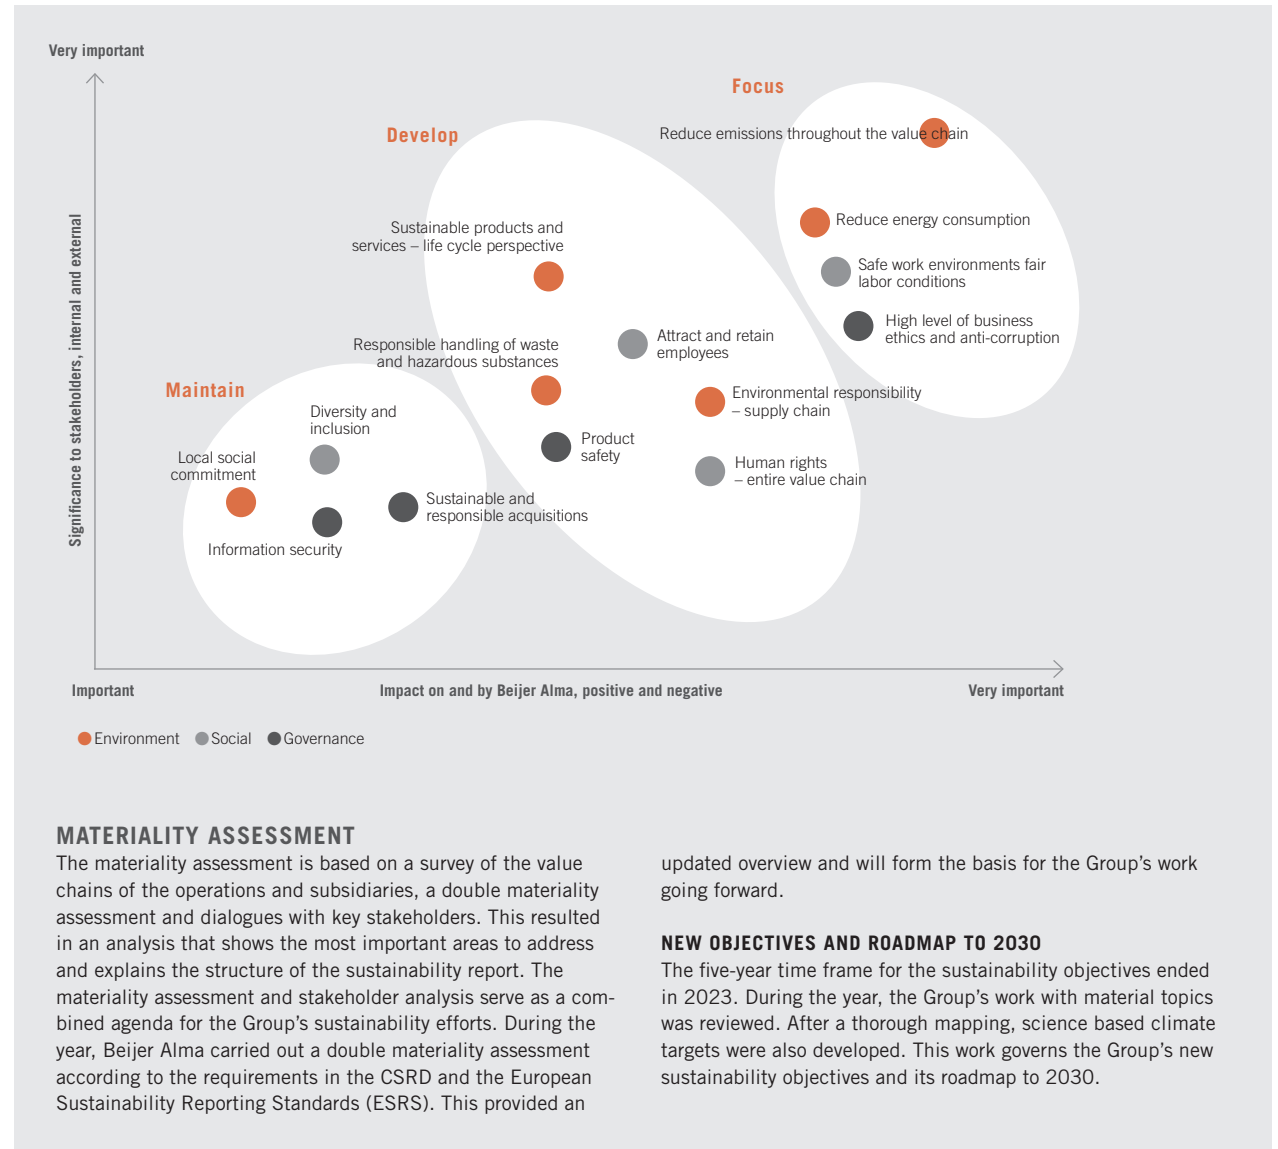 Very important
Focus
Develop
Reduce emissions throughout the value chain
Reduce energy consumption
Sustainable products and
services – life cycle perspective
Safe work environments fair
labor conditions
High level of business
ethics and anti-corruption
Attract and retain
employees
Responsible handling of waste
and hazardous substances
Maintain
Environmental responsibility
– supply chain
Diversity and
inclusion
Product
safety
Local social
commitment
Human rights
– entire value chain
Sustainable and
responsible acquisitions
Information security
Significance to stakeholders, internal and external
Important
Impact on and by Beijer Alma, positive and negative
Very important
Environment
Social
Governance
MATERIALITY ASSESSMENT
The materiality assessment is based on a survey of the value
chains of the operations and subsidiaries, a double materiality
assessment and dialogues with key stakeholders. This resulted
in an analysis that shows the most important areas to address
and explains the structure of the sustainability report. The
materiality assessment and stakeholder analysis serve as a com-
bined agenda for the Group’s sustainability efforts. During the
year, Beijer Alma carried out a double materiality assessment
according to the requirements in the CSRD and the European
Sustainability Reporting Standards (ESRS). This provided an
updated overview and will form the basis for the Group’s work
going forward.
NEW OBJECTIVES AND ROADMAP TO 2030
The five-year time frame for the sustainability objectives ended
in 2023. During the year, the Group’s work with material topics
was reviewed. After a thorough mapping, science based climate
targets were also developed. This work governs the Group’s new
sustainability objectives and its roadmap to 2030.